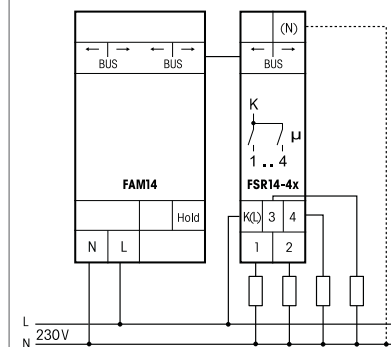 (N)
BUS BUS BUS
K
µ
1 .. 4
FAM14 FSR14-4x
Hold K(L) 3 4
N L 1 2
L
230V
N